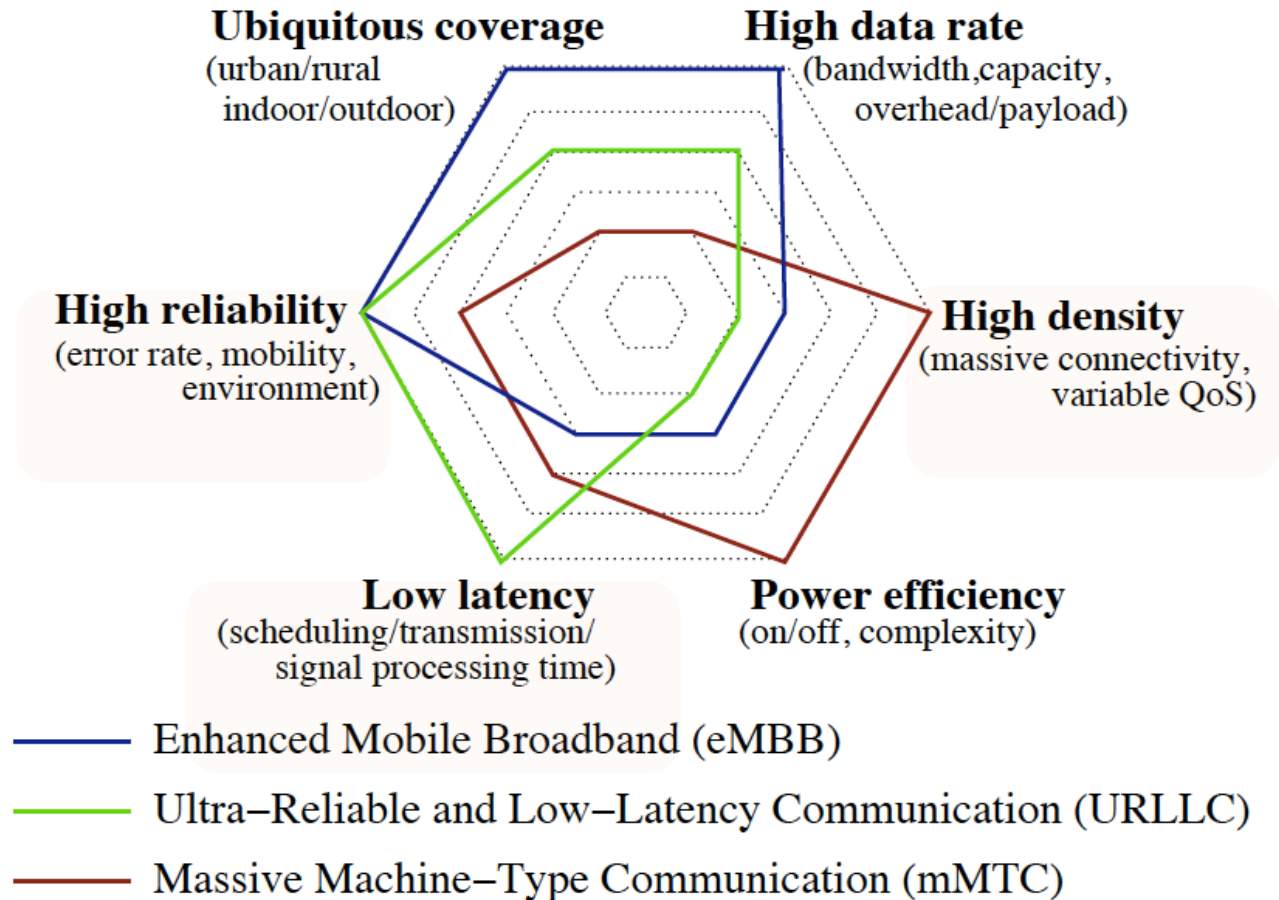 Ubiquitous coverage
(urban/rural
indoor/outdoor)
High data rate
(bandwidth,capacity,
overhead/payload)
High reliability
(error rate, mobility,
environment)
High density
(massive connectivity,
variable QoS)
Low latency
(scheduling/transmission/
signal processing time)
Power efficiency
(on/off, complexity)
Enhanced Mobile Broadband (eMBB)
Ultra−Reliable and Low−Latency Communication (URLLC)
Massive Machine−Type Communication (mMTC)